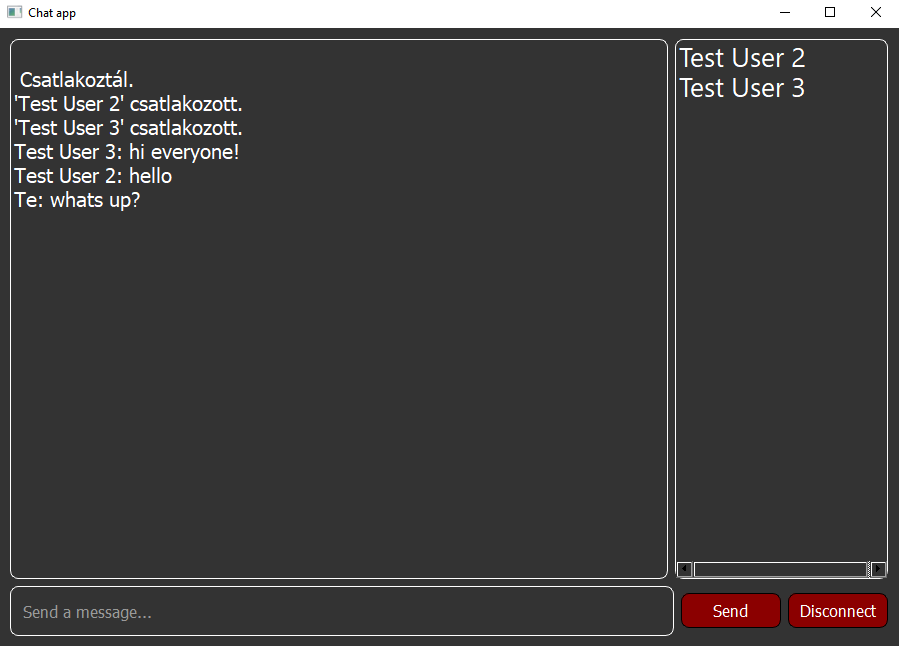 Chat app
Csatlakoztál.
'Test User 2' csatlakozott.
'Test User 3' csatlakozott.
Test User 3: hi everyone!
Test User 2: hello
Te: whats up?
Test User 2
Test User 3
Send a message...
Send
Disconnect